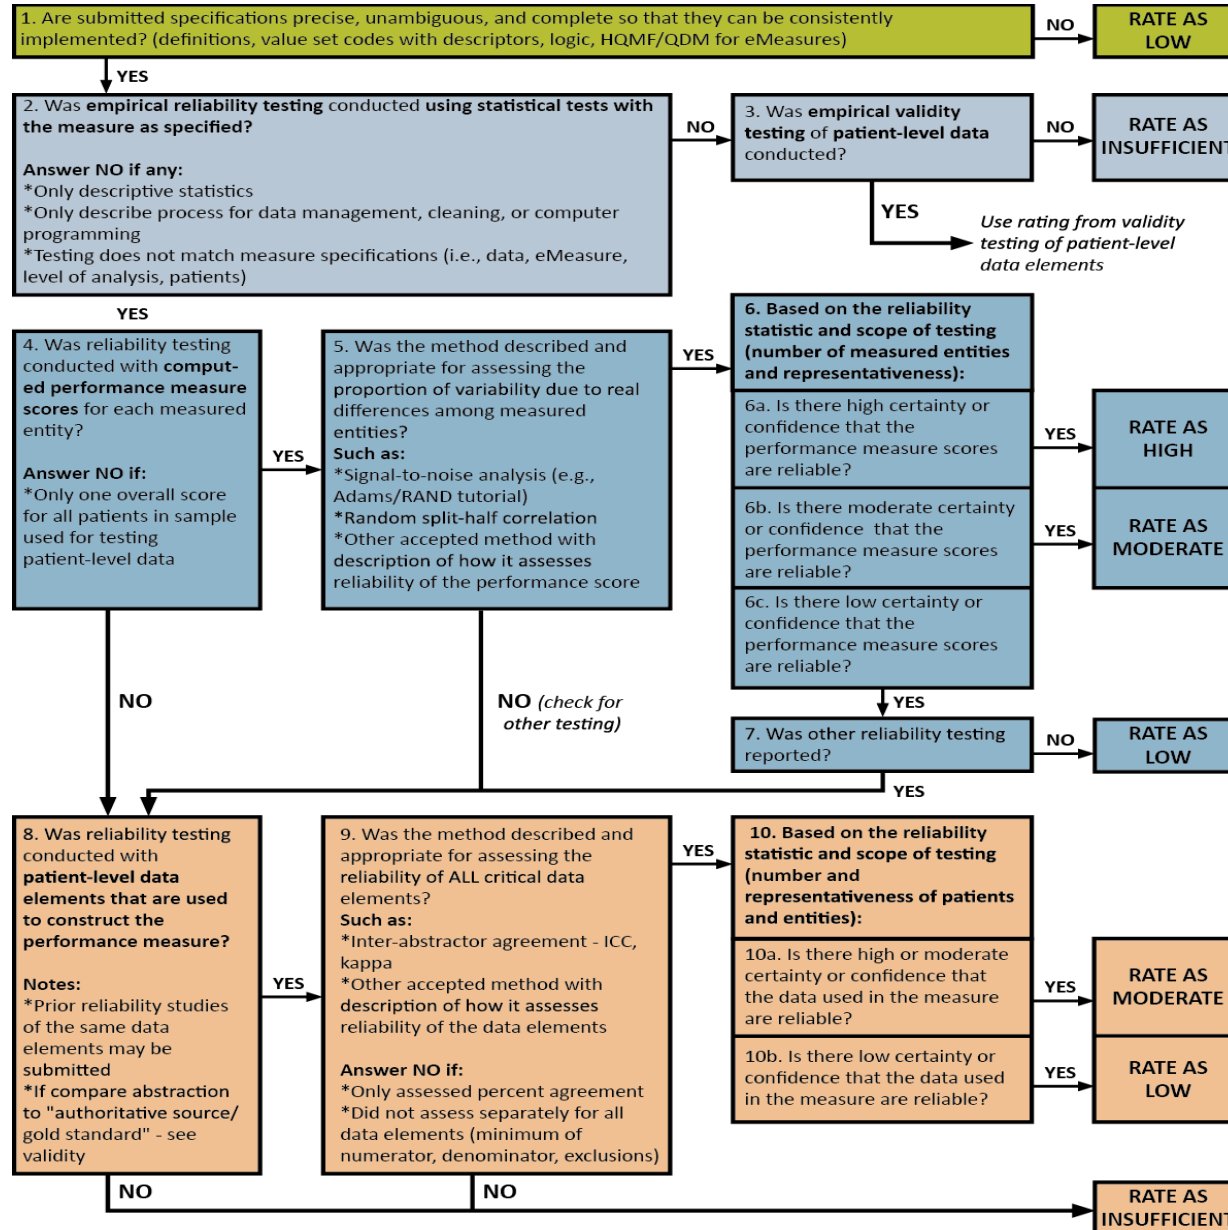 1. Are submitted specifications precise, unambiguous, and complete so that they can be consistently
implemented? (definitions, value set codes with descriptors, logic, HQMF/QDM for eMeasures)
NO
RATE AS
LOW
YES
2. Was empirical reliability testing conducted using statistical tests with
the measure as specified?
Answer NO if any:
*Only descriptive statistics
*Only describe process for data management, cleaning, or computer
programming
*Testing does not match measure specifications (i.e., data, eMeasure,
level of analysis, patients)
NO
3. Was empirical validity
testing of patient-level data
conducted?
NO
RATE AS
INSUFFICIENT
YES
Use rating from validity
testing of patient-level
data elements
YES
4. Was reliability testing
conducted with comput-
ed performance measure
scores for each measured
entity?
Answer NO if:
*Only one overall score
for all patients in sample
used for testing
patient-level data
YES
5. Was the method described and
appropriate for assessing the
proportion of variability due to real
differences among measured
entities?
Such as:
*Signal-to-noise analysis (e.g.,
Adams/RAND tutorial)
*Random split-half correlation
*Other accepted method with
description of how it assesses
reliability of the performance score
YES
6. Based on the reliability
statistic and scope of testing
(number of measured entities
and representativeness):
6a. Is there high certainty or
confidence that the
performance measure scores
are reliable?
YES
RATE AS
HIGH
6b. Is there moderate certainty
or confidence that the
performance measure scores
are reliable?
YES
RATE AS
MODERATE
6c. Is there low certainty or
confidence that the
performance measure scores
are reliable?
NO
NO (check for
other testing)
YES
7. Was other reliability testing
reported?
NO
RATE AS
LOW
YES
8. Was reliability testing
conducted with
patient-level data
elements that are used
to construct the
performance measure?
Notes:
*Prior reliability studies
of the same data
elements may be
submitted
*If compare abstraction
to "authoritative source/
gold standard" - see
validity
YES
9. Was the method described and
appropriate for assessing the
reliability of ALL critical data
elements?
Such as:
*Inter-abstractor agreement - ICC,
kappa
*Other accepted method with
description of how it assesses
reliability of the data elements
Answer NO if:
*Only assessed percent agreement
*Did not assess separately for all
data elements (minimum of
numerator, denominator, exclusions)
YES
10. Based on the reliability
statistic and scope of testing
(number and
representativeness of patients
and entities):
10a. Is there high or moderate
certainty or confidence that
the data used in the measure
are reliable?
YES
RATE AS
MODERATE
10b. Is there low certainty or
confidence that the data used
in the measure are reliable?
YES
RATE AS
LOW
NO
NO
RATE AS
INSUFFICIENT